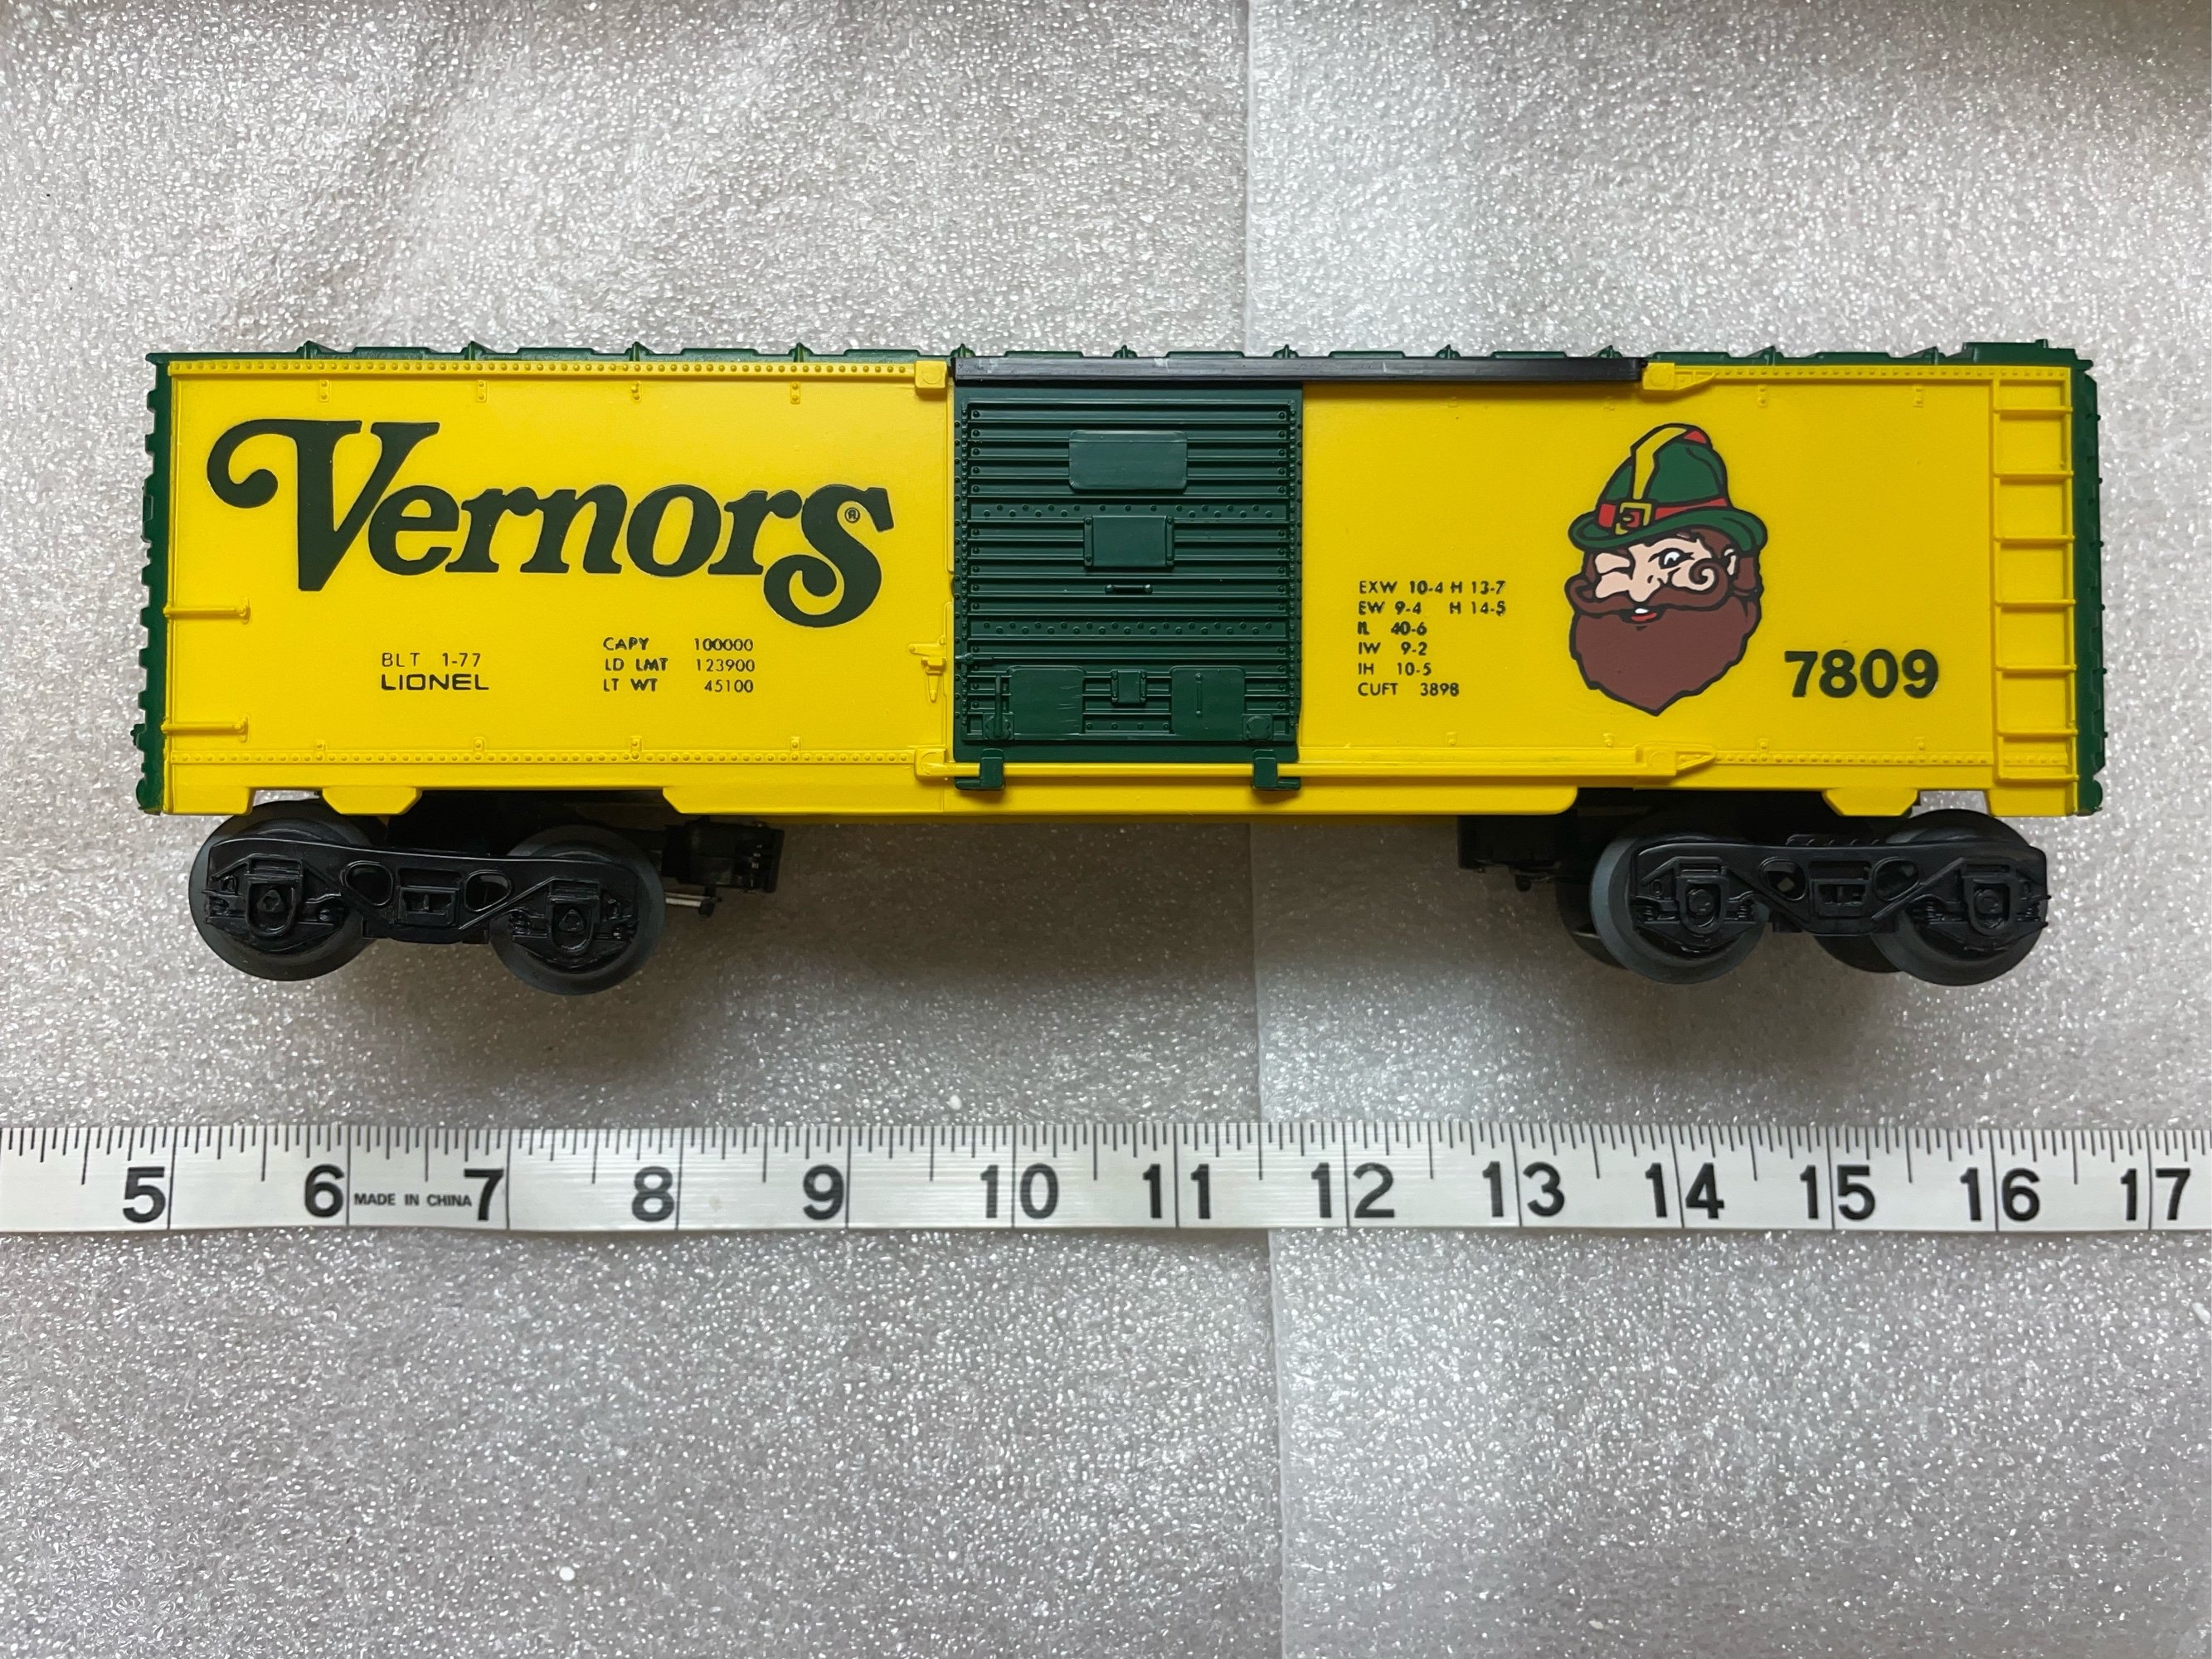 Vernors®
BLT 1-77
LIONEL
CAPY 100000
LD LMT 123900
LT WT 45100
EXW 10-4 H 13-7
EW 9-4 H 14-5
IL 40-6
IW 9-2
IH 10-5
CUFT 3898
7809
5 6 MADE IN CHINA 7 8 9 10 11 12 13 14 15 16 17